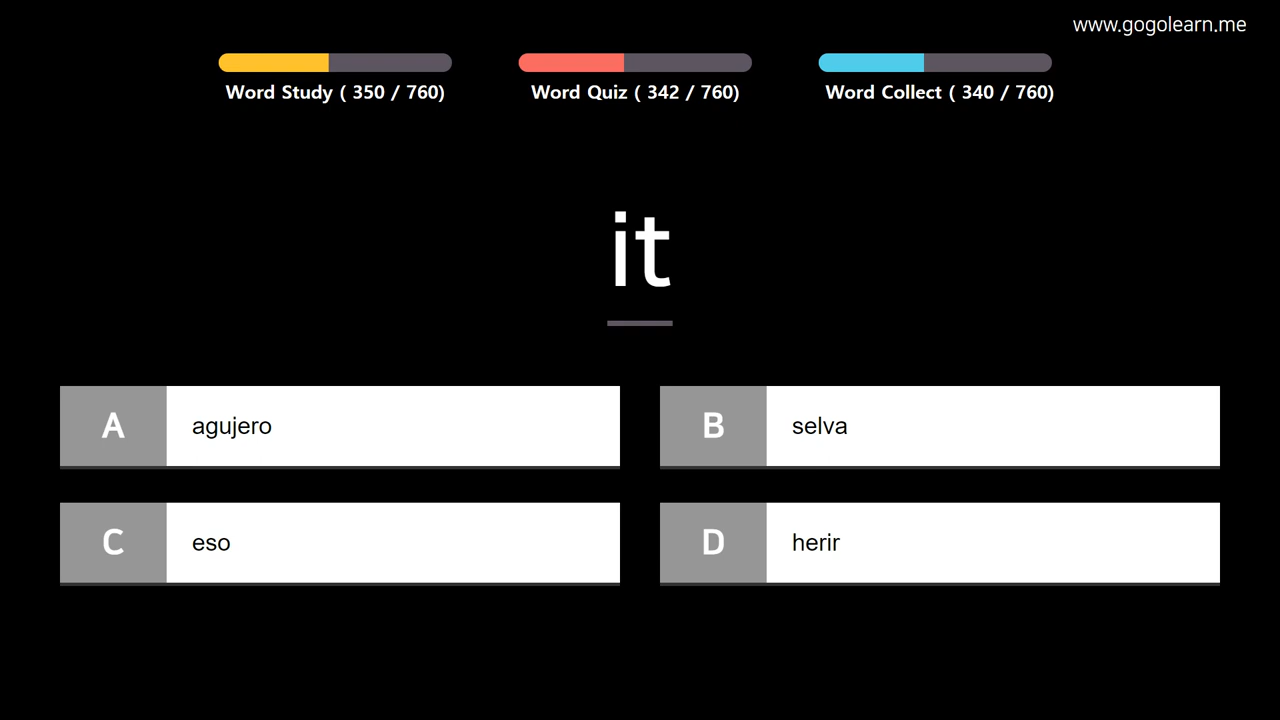 www.gogolearn.me
Word Study ( 350 / 760)
Word Quiz ( 342 / 760)
Word Collect ( 340 / 760)
it
A agujero
B selva
C eso
D herir